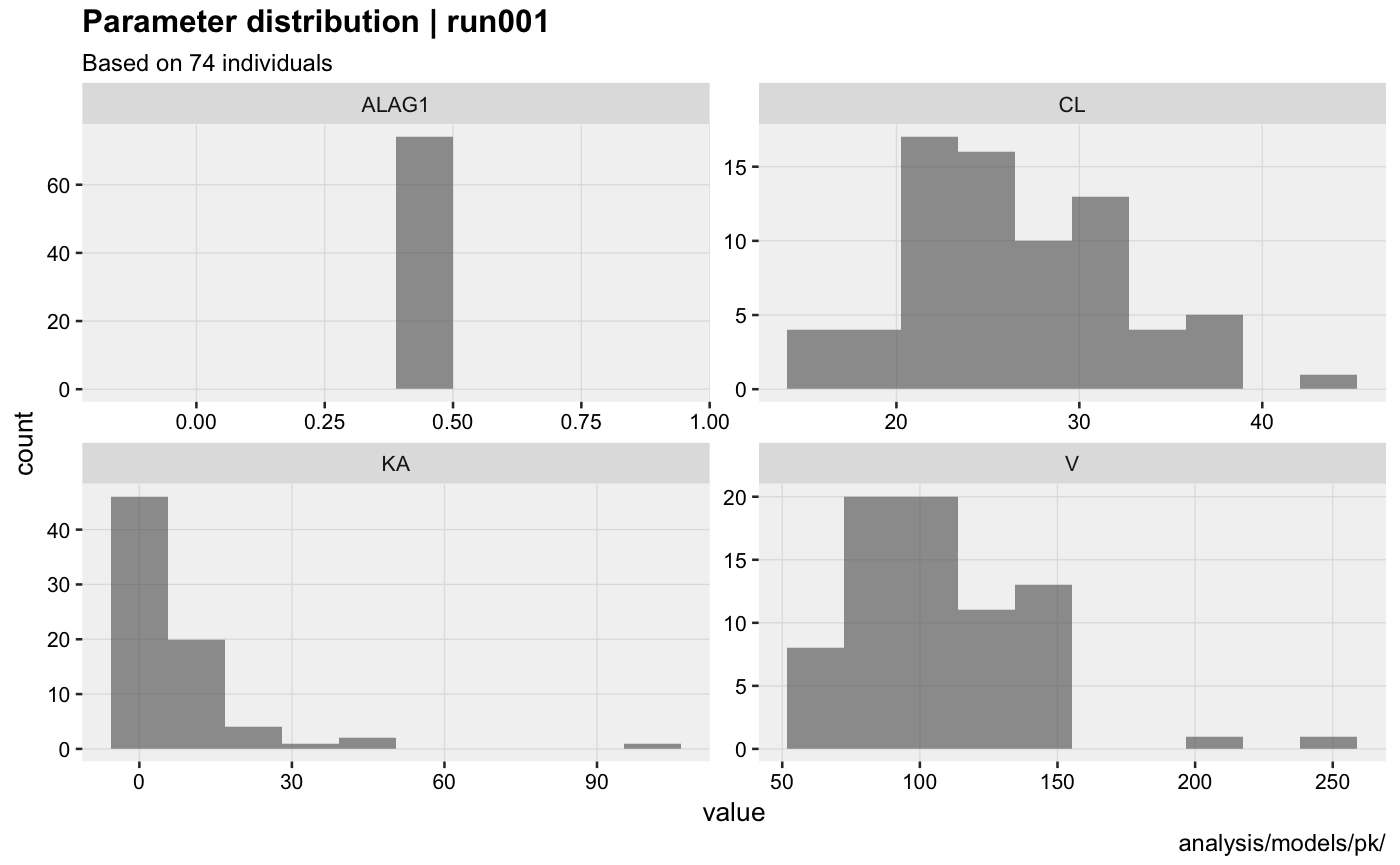 Parameter distribution | run001
Based on 74 individuals
ALAG1
CL
60
40
20
0
0.00 0.25 0.50 0.75 1.00
15
10
5
0
20 30 40
count
KA
V
40
30
20
10
0
0 30 60 90
20
15
10
5
0
50 100 150 200 250
value
analysis/models/pk/